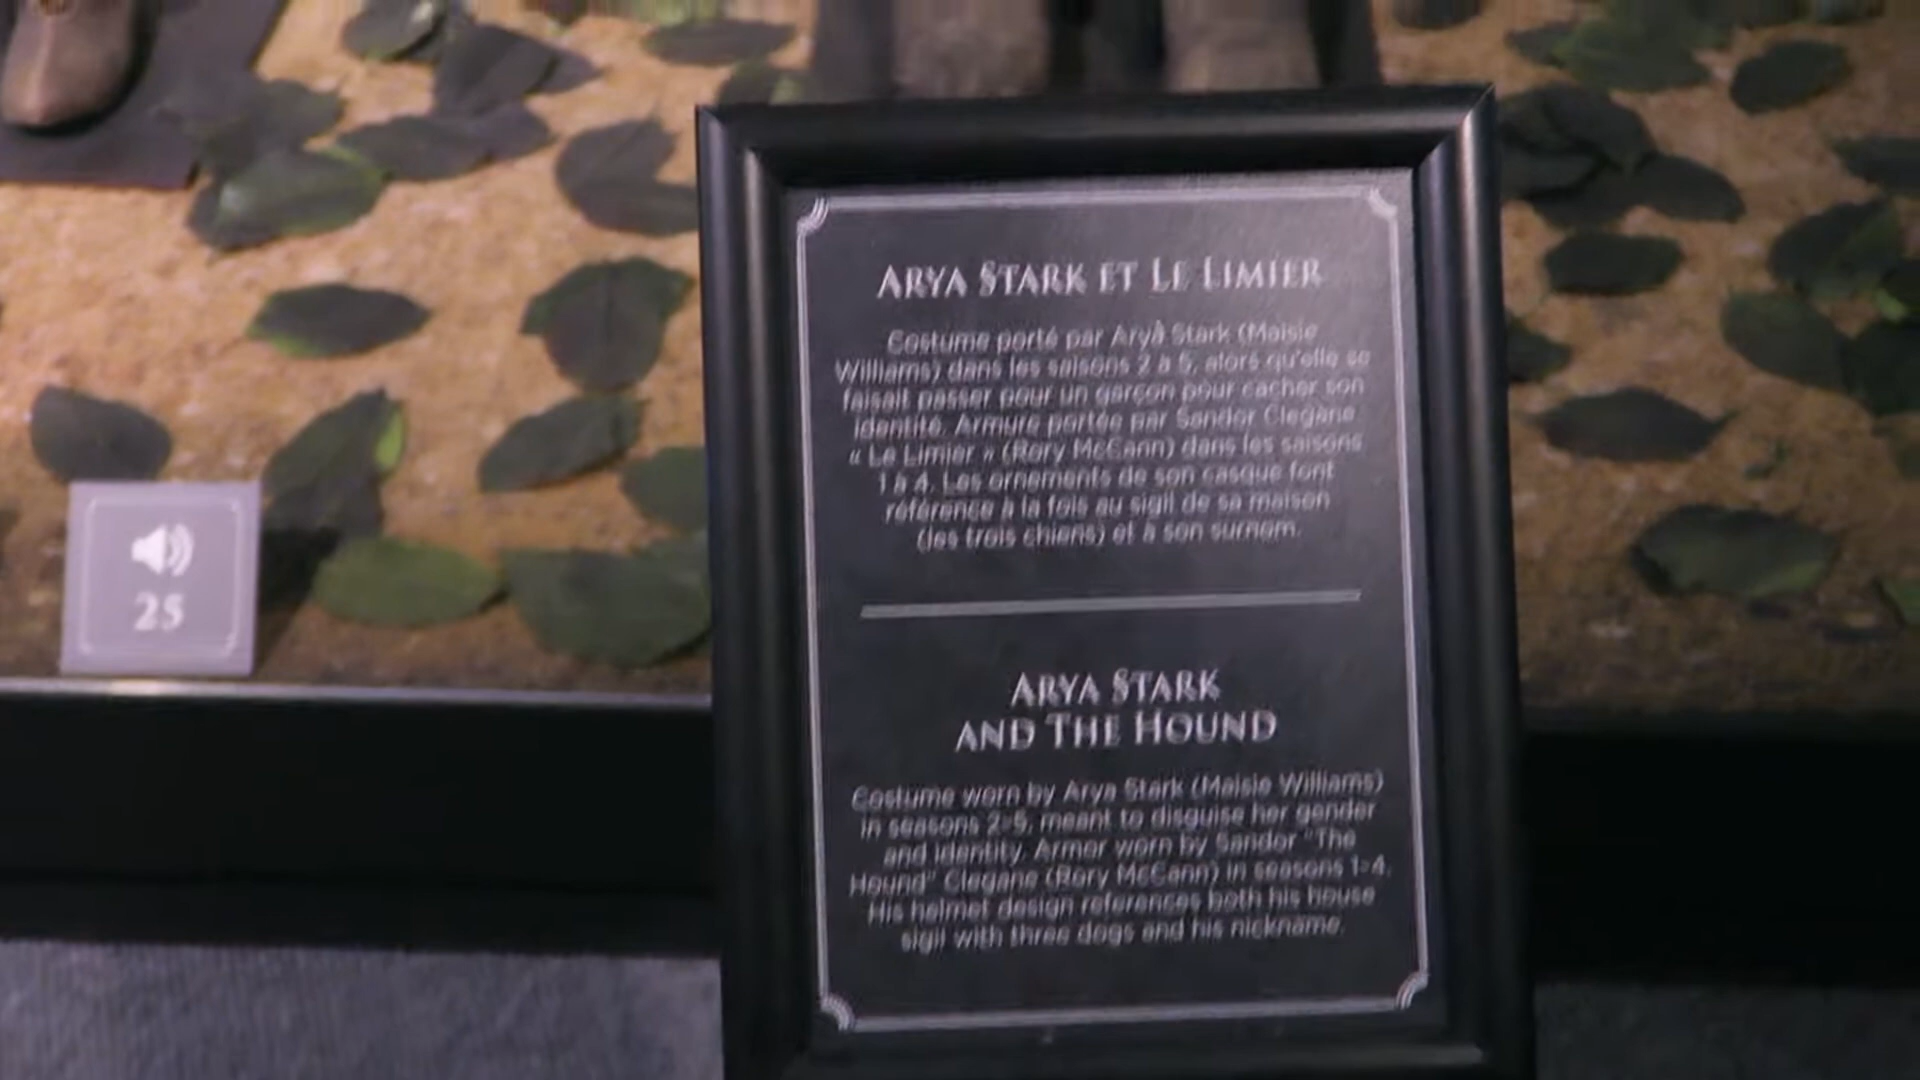 ARYA STARK ET LE LIMIER
Costume porté par Arya Stark (Maisie
Williams) dans les saisons 2 à 5, alors qu'elle se
faisait passer pour un garçon pour cacher son
identité. Armure portée par Sandor Clegane
« Le Limier » (Rory McCann) dans les saisons
1 à 4. Les ornements de son casque font
référence à la fois au sigil de sa maison
(les trois chiens) et à son surnom.
ARYA STARK
AND THE HOUND
Costume worn by Arya Stark (Maisie Williams)
in seasons 2-5, meant to disguise her gender
and identity. Armor worn by Sandor "The
Hound" Clegane (Rory McCann) in seasons 1-4.
His helmet design references both his house
sigil with three dogs and his nickname.
25